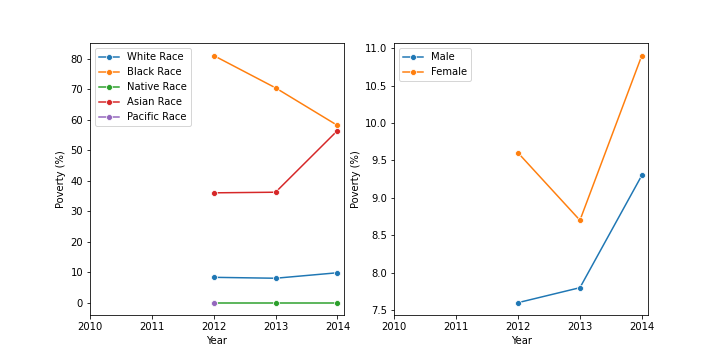 White Race
Black Race
Native Race
Asian Race
Pacific Race
80
70
60
50
40
30
20
10
0
Poverty (%)
2010 2011 2012 2013 2014
Year
Male
Female
11.0
10.5
10.0
9.5
9.0
8.5
8.0
7.5
Poverty (%)
2010 2011 2012 2013 2014
Year